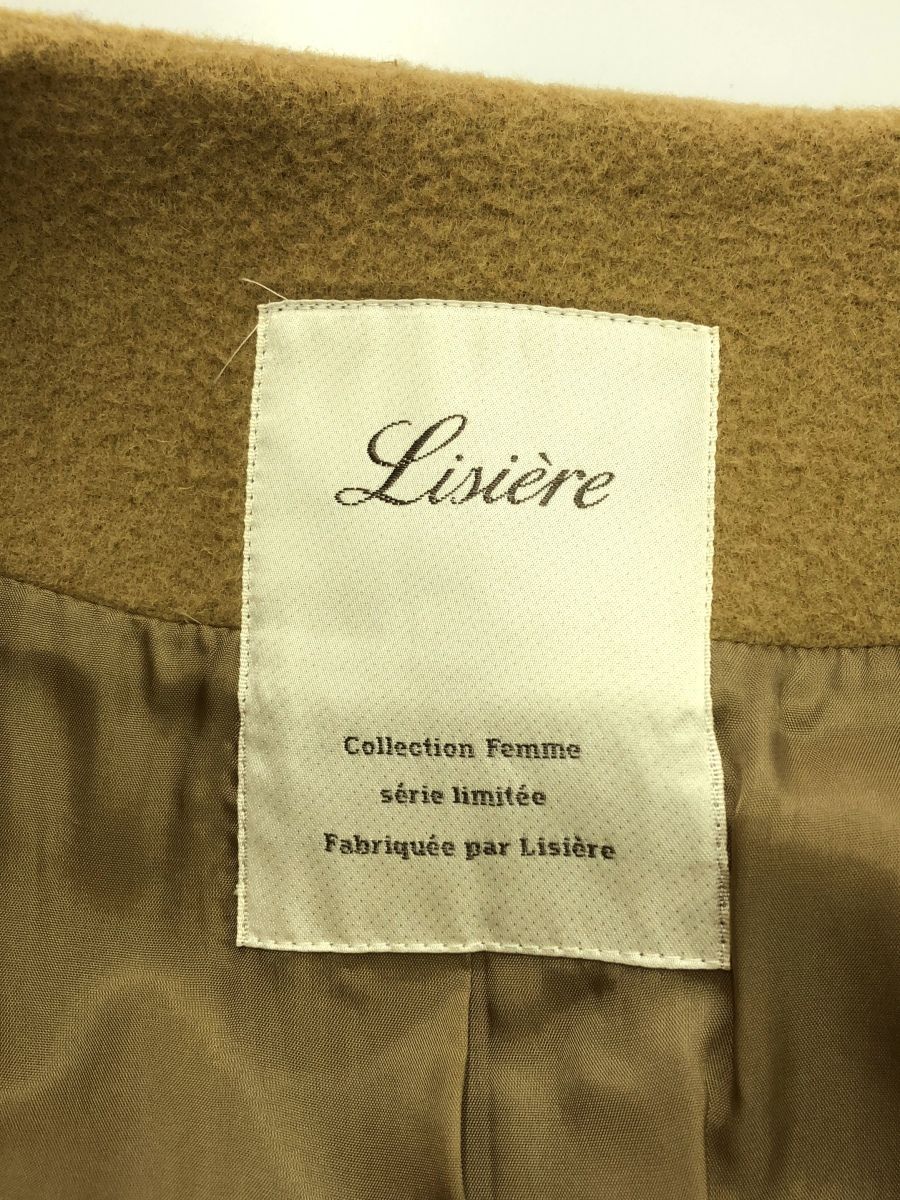 Lisière
Collection Femme
série limitée
Fabriquée par Lisière